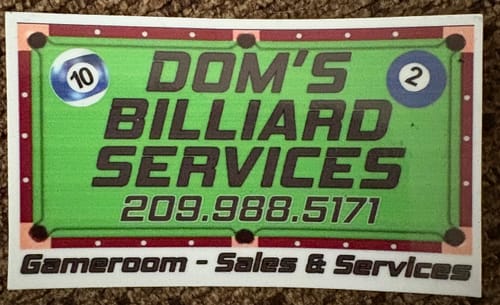 10
2
DOM'S
BILLIARD
SERVICES
209.988.5171
Gameroom - Sales & Services